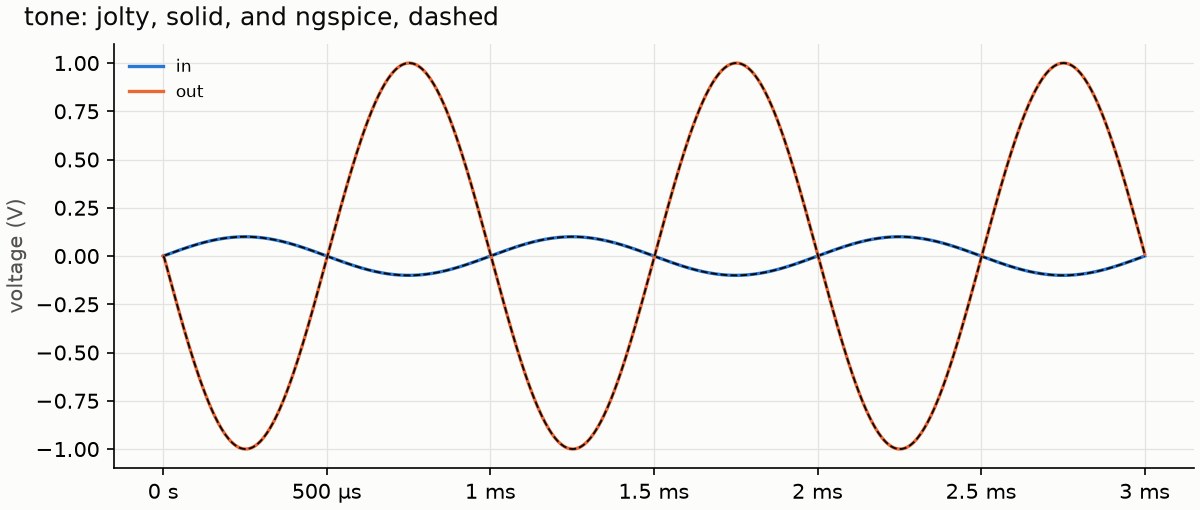 tone: jolty, solid, and ngspice, dashed
in
out
voltage (V)
1.00
0.75
0.50
0.25
0.00
−0.25
−0.50
−0.75
−1.00
0 s
500 µs
1 ms
1.5 ms
2 ms
2.5 ms
3 ms